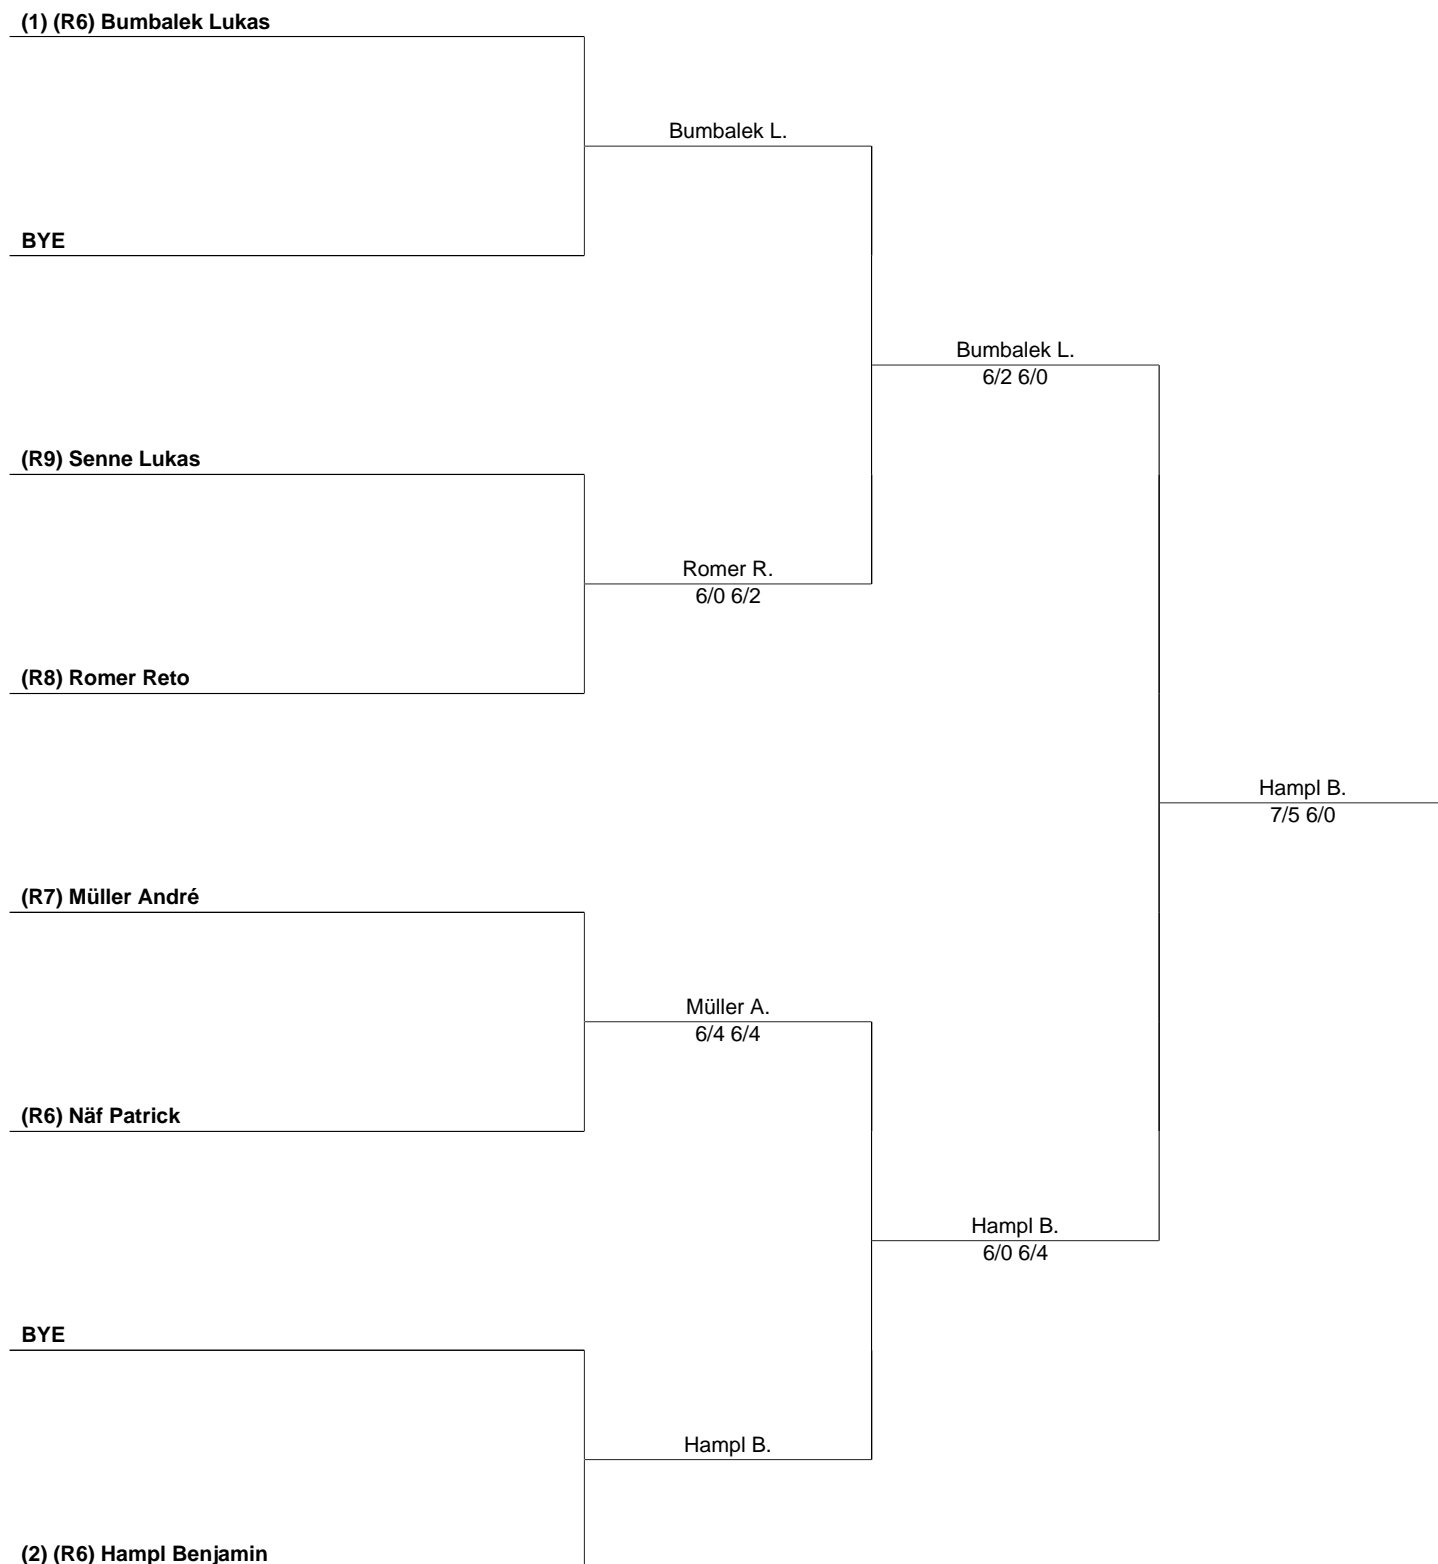 (1) (R6) Bumbalek Lukas
Bumbalek L.
BYE
Bumbalek L.
6/2 6/0
(R9) Senne Lukas
Romer R.
6/0 6/2
(R8) Romer Reto
Hampl B.
7/5 6/0
(R7) Müller André
Müller A.
6/4 6/4
(R6) Näf Patrick
Hampl B.
6/0 6/4
BYE
Hampl B.
(2) (R6) Hampl Benjamin